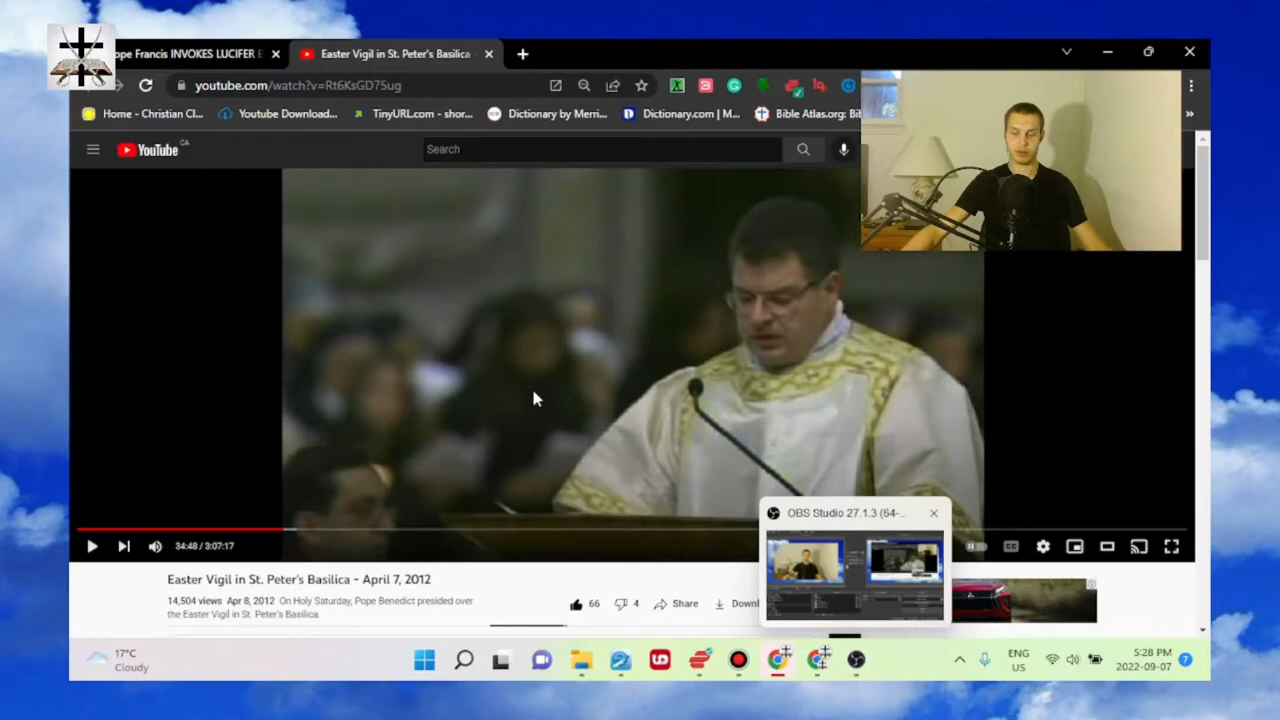 ope Francis INVOKES LUCIFER E
Easter Vigil in St. Peter's Basilica
youtube.com/watch?v=Rt6KsGD75ug
Home - Christian Cl...
Youtube Download...
TinyURL.com - shor...
Dictionary by Merri...
Dictionary.com | M...
Bible Atlas.org: Bi
YouTube CA
Search
OBS Studio 27.1.3 (64-...
34:48 / 3:07:17
CC
Easter Vigil in St. Peter's Basilica - April 7, 2012
14,504 views Apr 8, 2012 On Holy Saturday, Pope Benedict presided over
the Easter Vigil in St. Peter's Basilica.
66
4
Share
Downl
17°C
Cloudy
UD
ENG
US
5:28 PM
2022-09-07
7